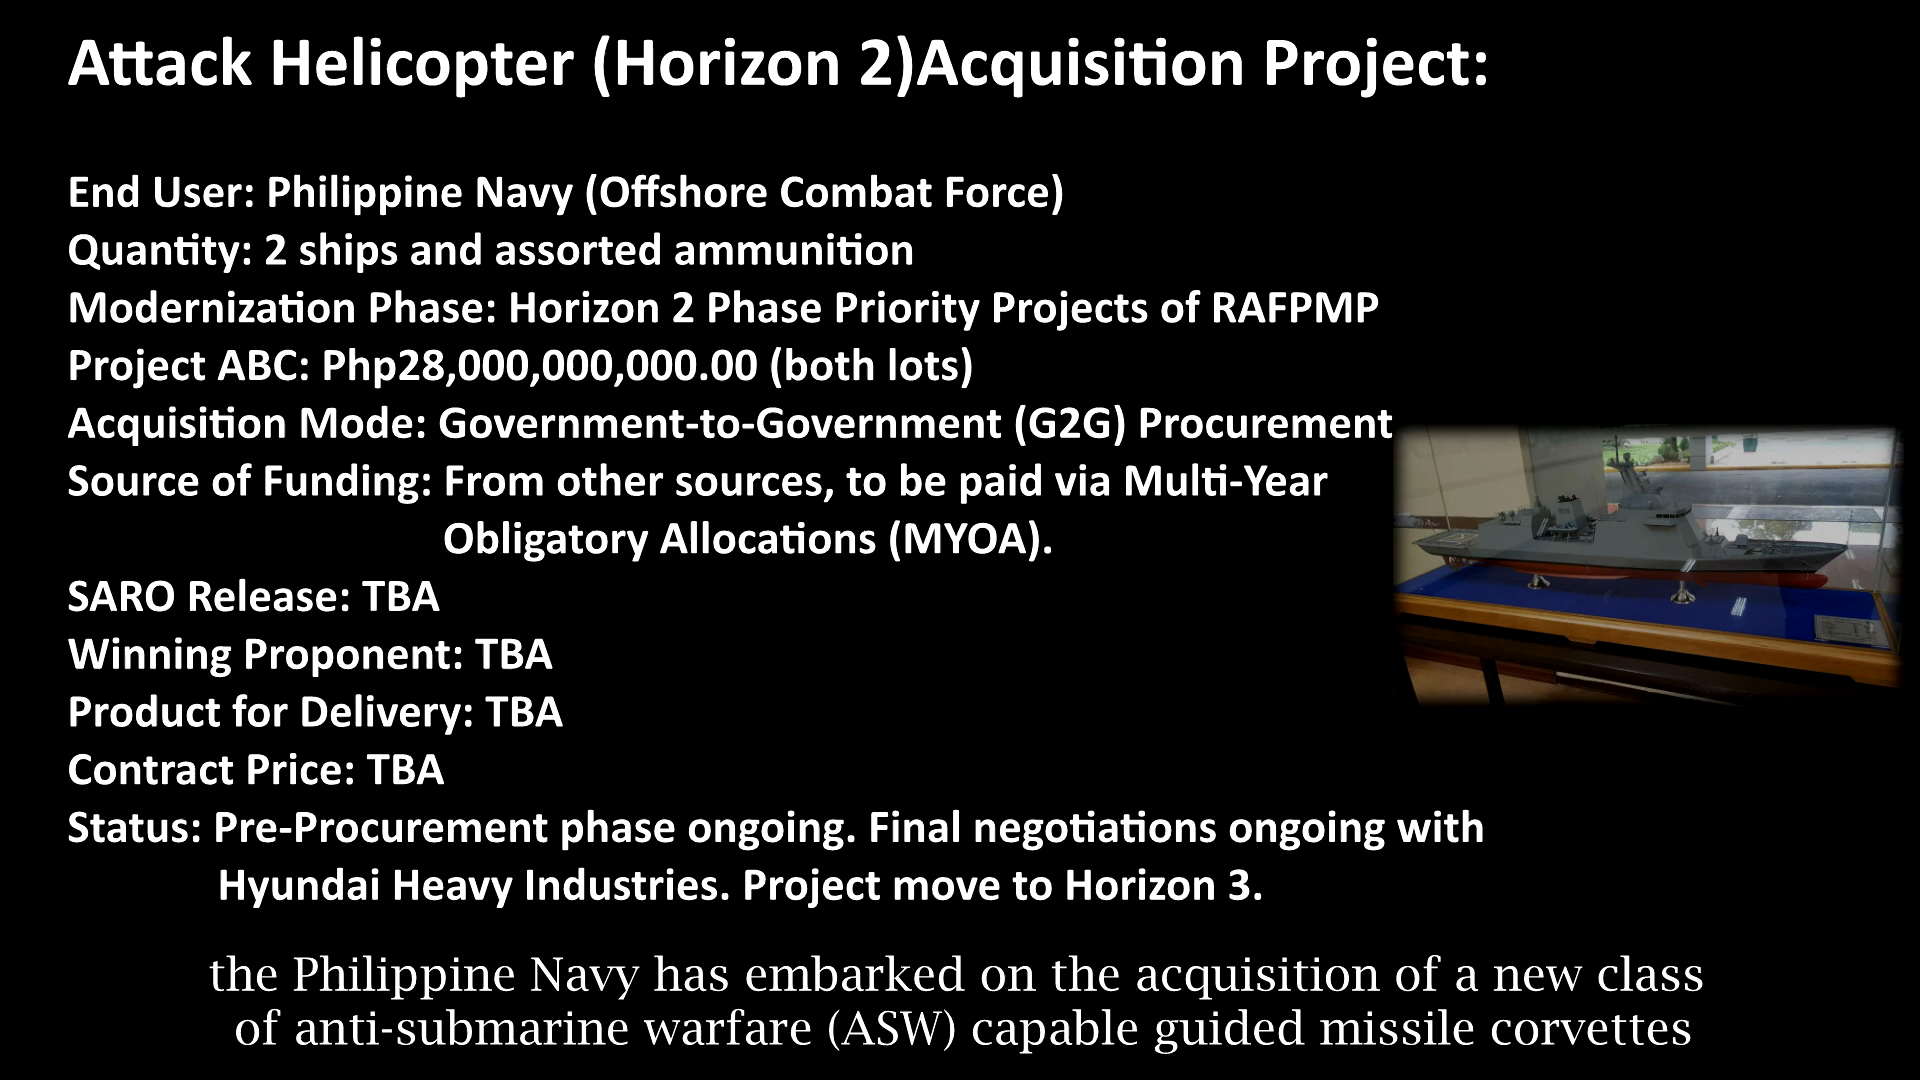 Attack Helicopter (Horizon 2)Acquisition Project:
End User: Philippine Navy (Offshore Combat Force)
Quantity: 2 ships and assorted ammunition
Modernization Phase: Horizon 2 Phase Priority Projects of RAFPMP
Project ABC: Php28,000,000,000.00 (both lots)
Acquisition Mode: Government-to-Government (G2G) Procurement
Source of Funding: From other sources, to be paid via Multi-Year
Obligatory Allocations (MYOA).
SARO Release: TBA
Winning Proponent: TBA
Product for Delivery: TBA
Contract Price: TBA
Status: Pre-Procurement phase ongoing. Final negotiations ongoing with
Hyundai Heavy Industries. Project move to Horizon 3.
the Philippine Navy has embarked on the acquisition of a new class
of anti-submarine warfare (ASW) capable guided missile corvettes